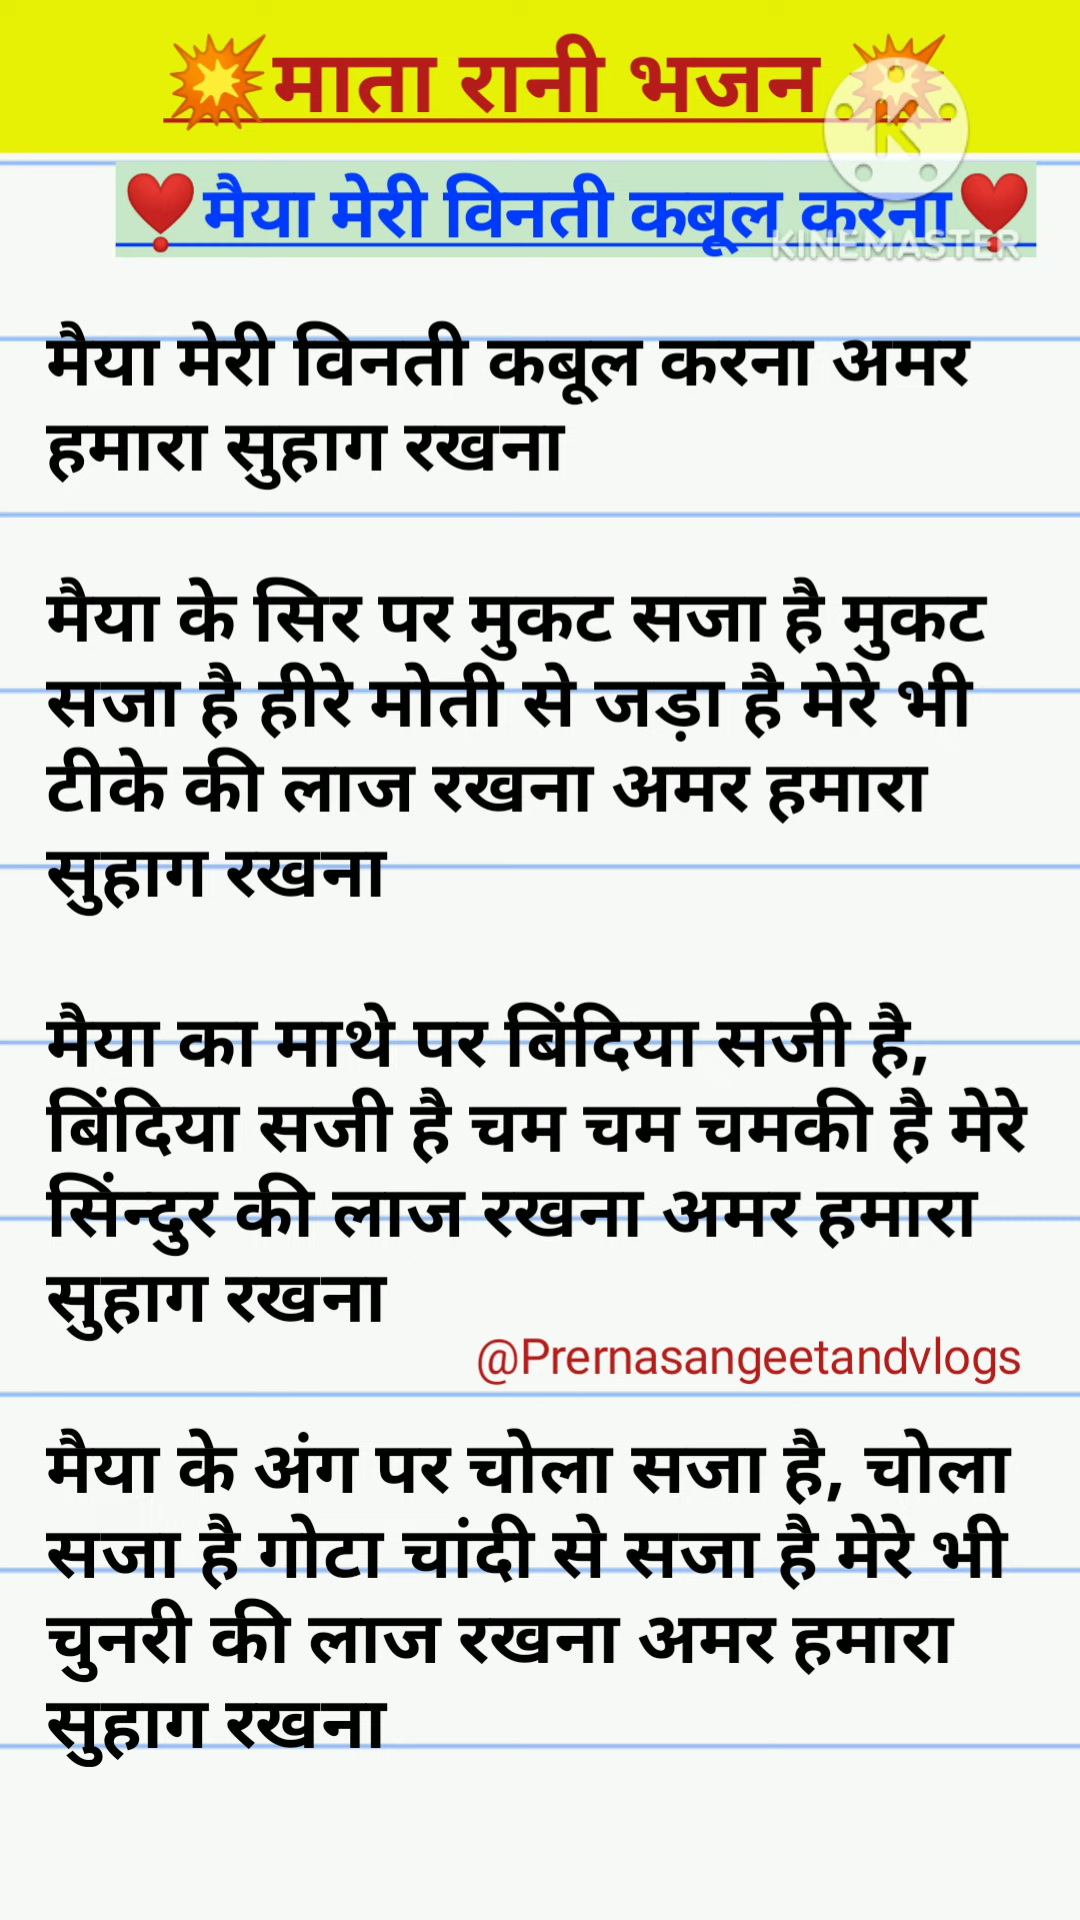 💥माता रानी भजन 💥
K
❣️मैया मेरी विनती कबूल करना❣️
KINEMASTER
मैया मेरी विनती कबूल करना अमर
हमारा सुहाग रखना
मैया के सिर पर मुकट सजा है मुकट
सजा है हीरे मोती से जड़ा है मेरे भी
टीके की लाज रखना अमर हमारा
सुहाग रखना
मैया का माथे पर बिंदिया सजी है,
बिंदिया सजी है चम चम चमकी है मेरे
सिंन्दुर की लाज रखना अमर हमारा
सुहाग रखना
@Prernasangeetandvlogs
मैया के अंग पर चोला सजा है, चोला
सजा है गोटा चांदी से सजा है मेरे भी
चुनरी की लाज रखना अमर हमारा
सुहाग रखना